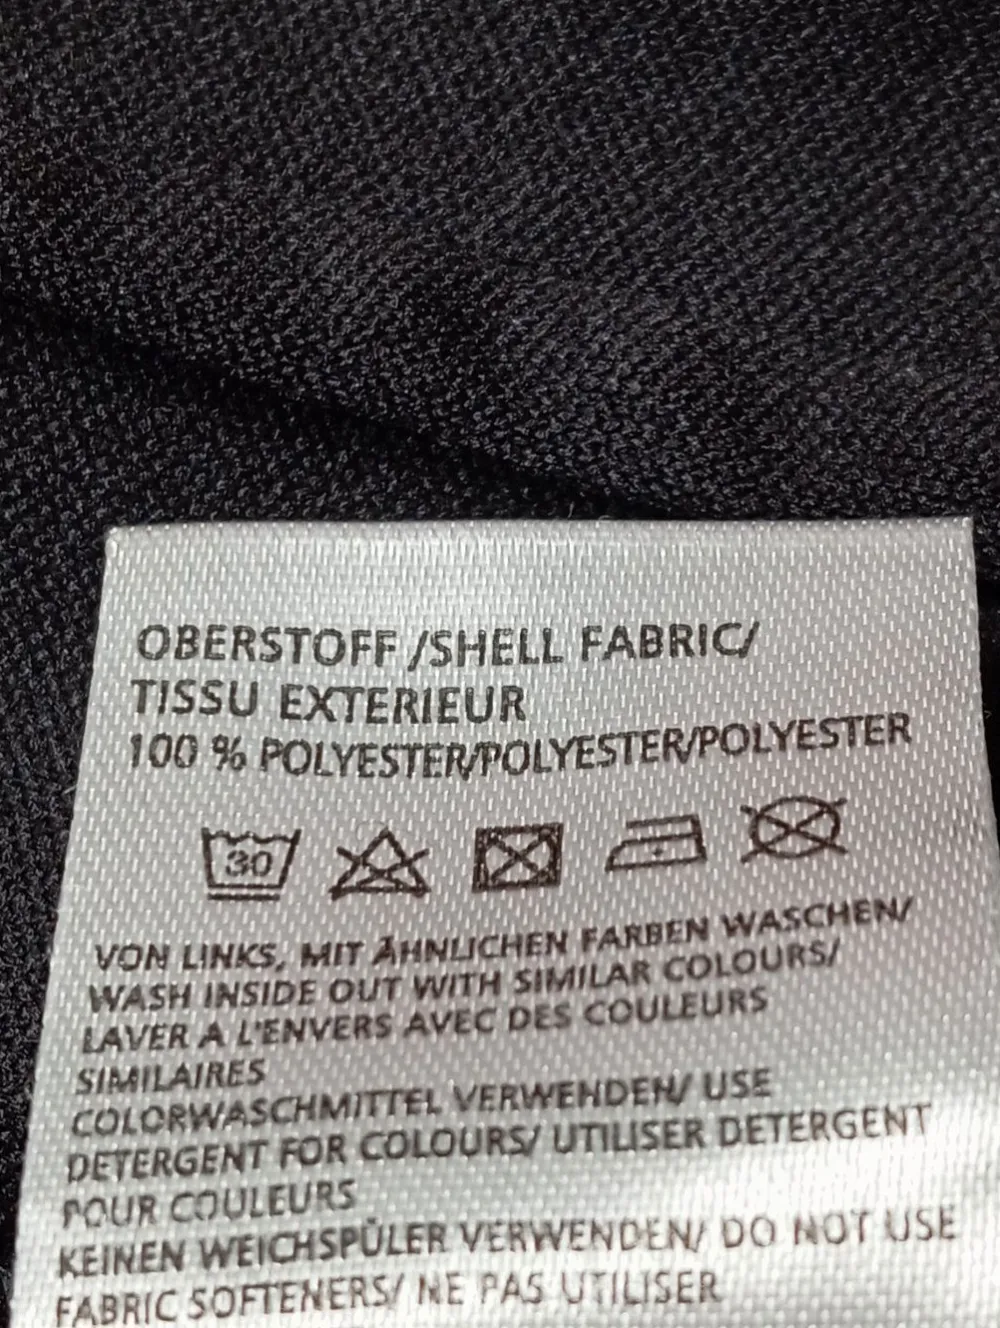 OBERSTOFF /SHELL FABRIC/
TISSU EXTERIEUR
100 % POLYESTER/POLYESTER/POLYESTER
30
VON LINKS, MIT ÄHNLICHEN FARBEN WASCHEN/
WASH INSIDE OUT WITH SIMILAR COLOURS/
LAVER A L'ENVERS AVEC DES COULEURS
SIMILAIRES
COLORWASCHMITTEL VERWENDEN/ USE
DETERGENT FOR COLOURS/ UTILISER DETERGENT
POUR COULEURS
KEINEN WEICHSPÜLER VERWENDEN/ DO NOT USE
FABRIC SOFTENERS/ NE PAS UTILISER